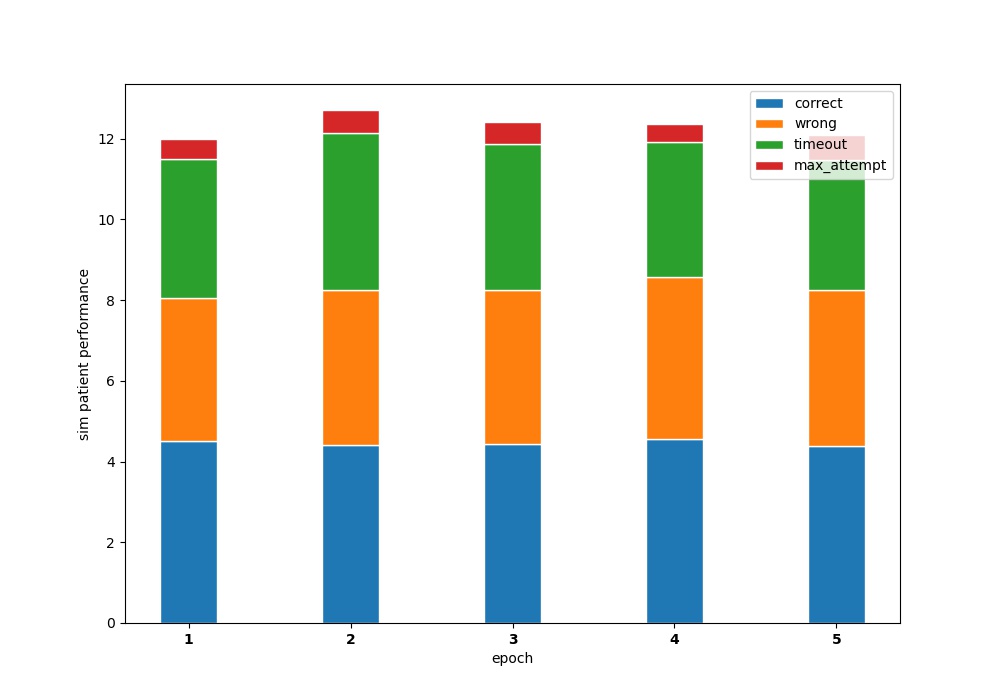 correct
wrong
timeout
max_attempt
12
10
8
6
4
2
0
sim patient performance
1 2 3 4 5
epoch